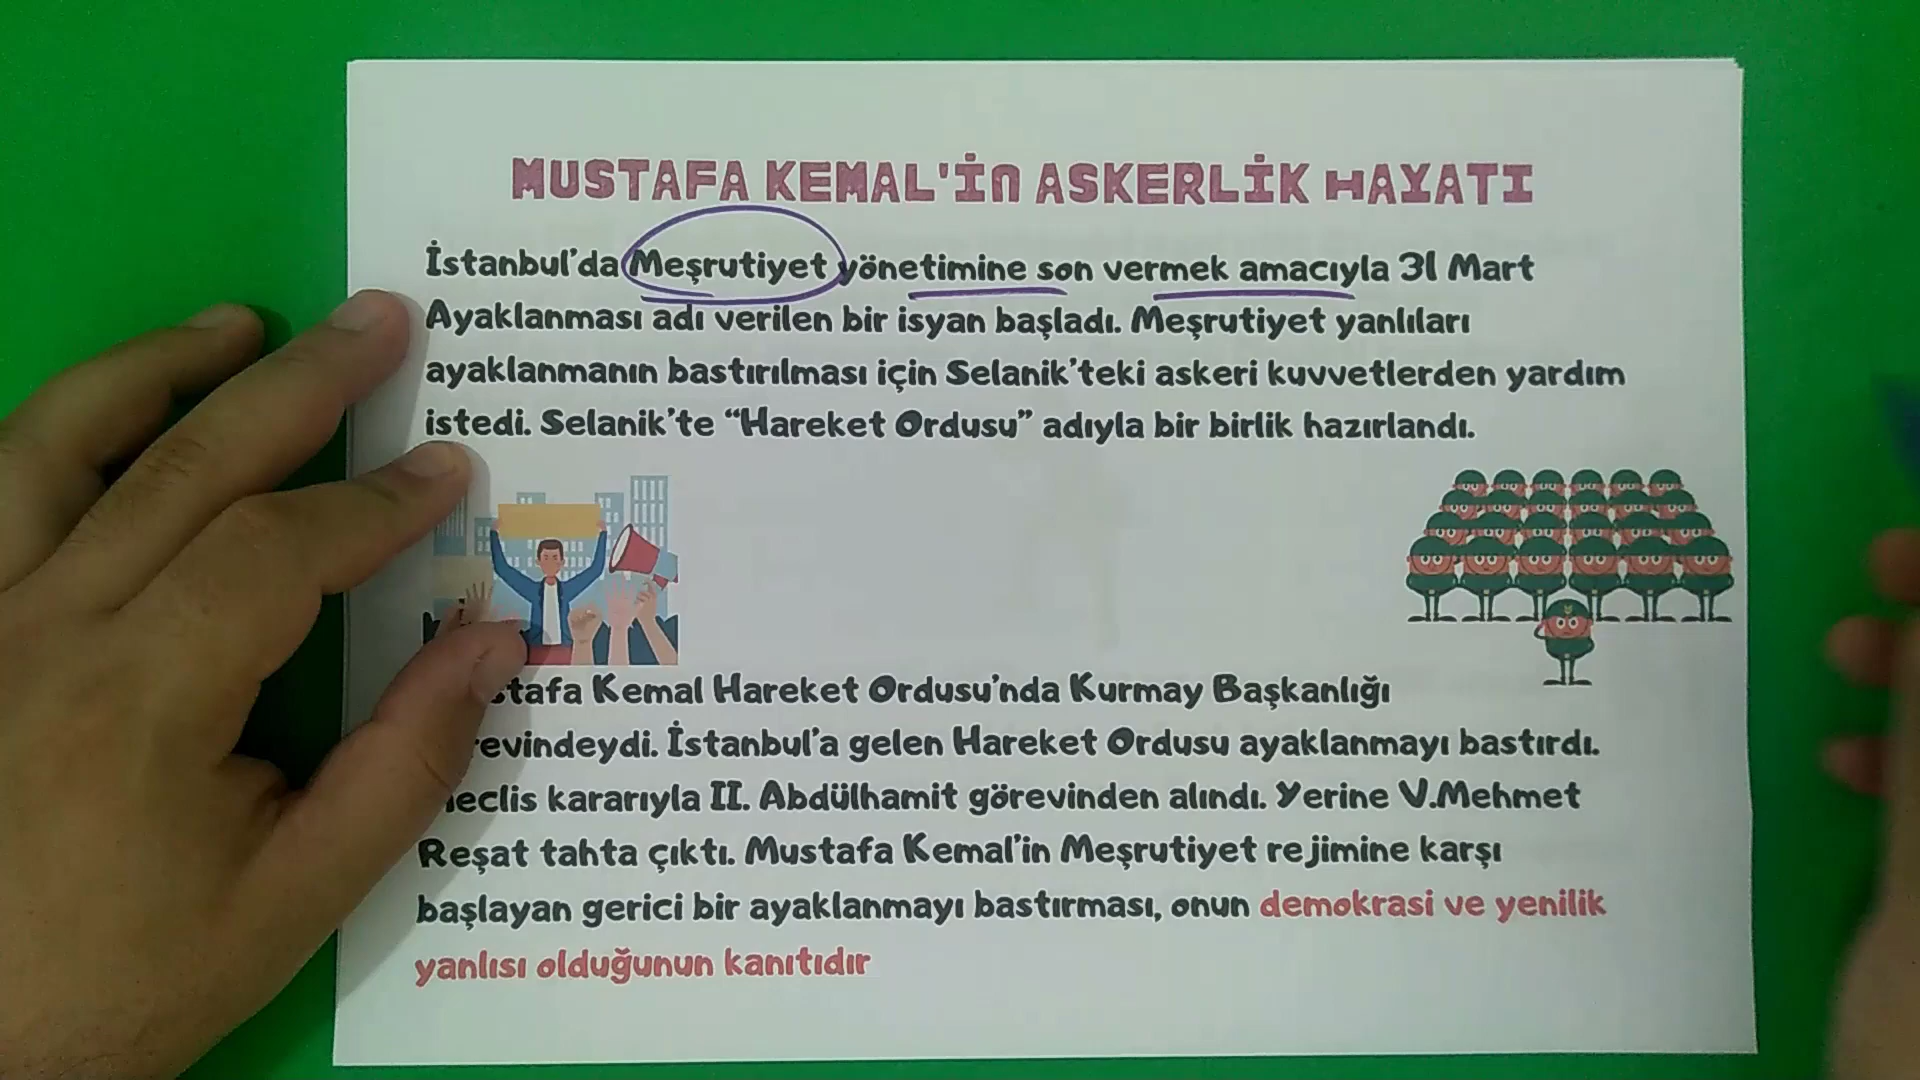 MUSTAFA KEMAL'İN ASKERLİK HAYATI
İstanbul'da Meşrutiyet yönetimine son vermek amacıyla 31 Mart
Ayaklanması adı verilen bir isyan başladı. Meşrutiyet yanlıları
ayaklanmanın bastırılması için Selanik'teki askeri kuvvetlerden yardım
istedi. Selanik'te “Hareket Ordusu” adıyla bir birlik hazırlandı.
Kemal Hareket Ordusu'nda Kurmay Başkanlığı
İstanbul'a gelen Hareket Ordusu ayaklanmayı bastırdı.
kararıyla II. Abdülhamit görevinden alındı. Yerine V.Mehmet
Reşat tahta çıktı. Mustafa Kemal'in Meşrutiyet rejimine karşı
başlayan gerici bir ayaklanmayı bastırması, onun demokrasi ve yenilik
yanlısı olduğunun kanıtıdır